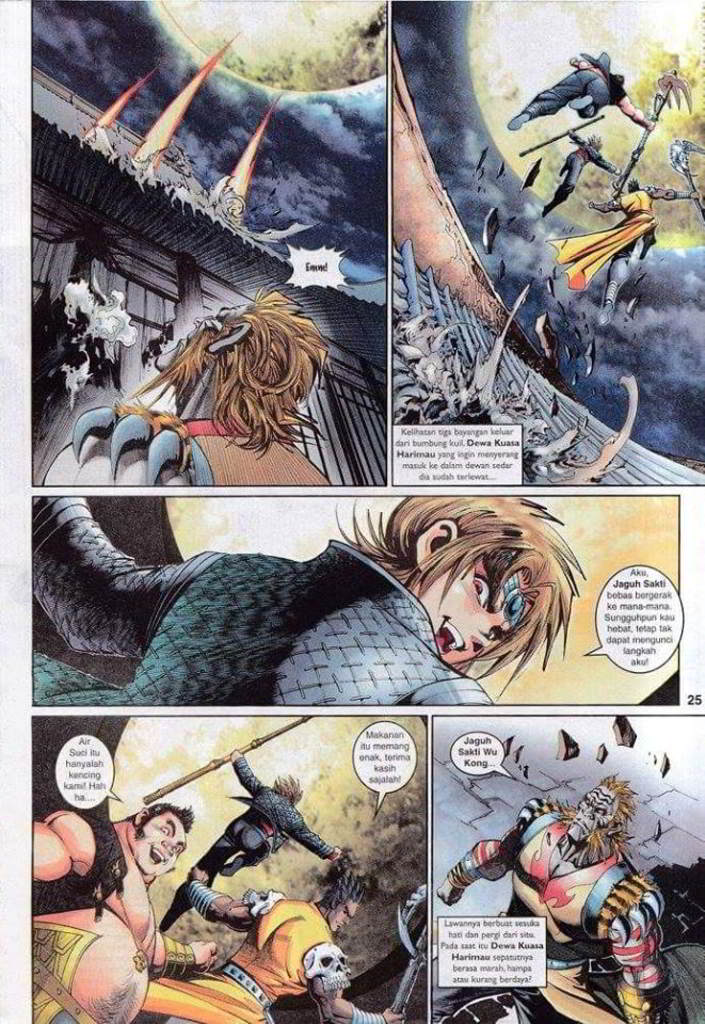 Emm!
Kelihatan tiga bayangan keluar
dari bumbung kuil. Dewa Kuasa
Harimau yang ingin menyerang
masuk ke dalam dewan sedar
dia sudah terlewat....
Aku,
Jaguh Sakti
bebas bergerak
ke mana-mana.
Sungguhpun kau
hebat, tetap tak
dapat mengunci
langkah
aku!
25
Air
Suci itu
hanyalah
kencing
kami! Hah
ha....
Makanan
itu memang
enak, terima
kasih
sajalah!
Jaguh
Sakti Wu
Kong...
Lawannya berbuat sesuka
hati dan pergi dari situ.
Pada saat itu Dewa Kuasa
Harimau sepatutnya
berasa marah, hampa
atau kurang berdaya?